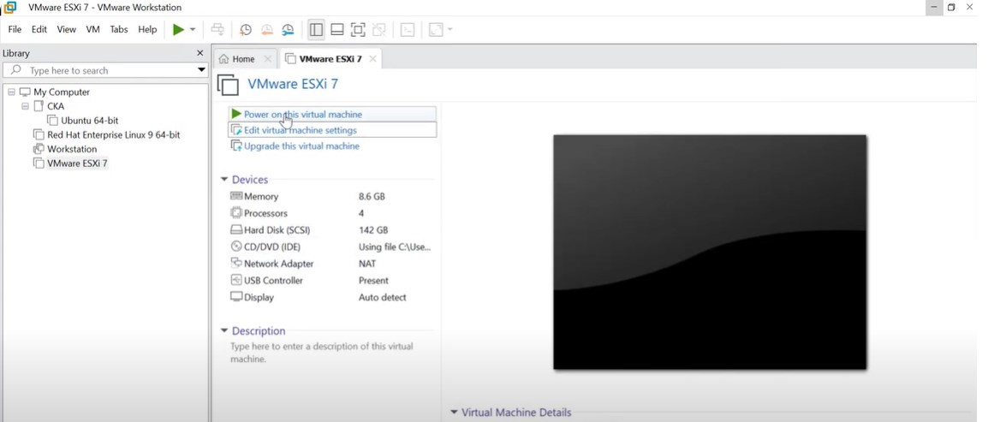 VMware ESXi 7 - VMware Workstation
File Edit View VM Tabs Help
Library
Home
VMware ESXi 7
Type here to search
VMware ESXi 7
My Computer
CKA
Ubuntu 64-bit
Red Hat Enterprise Linux 9 64-bit
Workstation
VMware ESXi 7
Power on this virtual machine
Edit virtual machine settings
Upgrade this virtual machine
Devices
Memory 8.6 GB
Processors 4
Hard Disk (SCSI) 142 GB
CD/DVD (IDE) Using file C:\Use...
Network Adapter NAT
USB Controller Present
Display Auto detect
Description
Type here to enter a description of this virtual
machine.
Virtual Machine Details